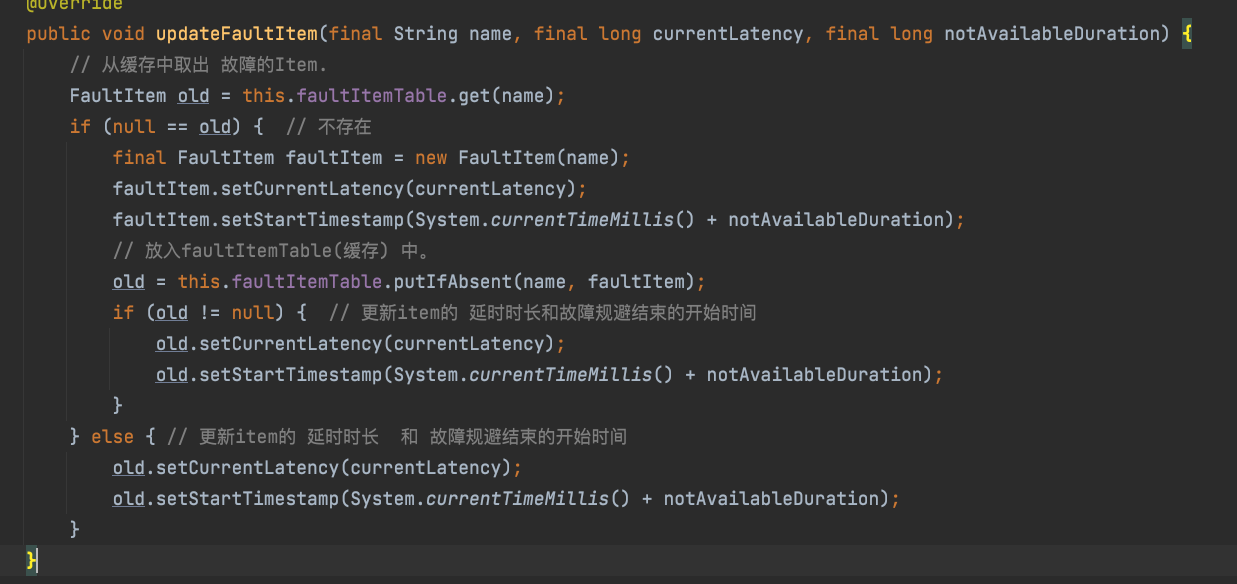 @Override
public void updateFaultItem(final String name, final long currentLatency, final long notAvailableDuration) {
    // 从缓存中取出 故障的Item.
    FaultItem old = this.faultItemTable.get(name);
    if (null == old) {  // 不存在
        final FaultItem faultItem = new FaultItem(name);
        faultItem.setCurrentLatency(currentLatency);
        faultItem.setStartTimestamp(System.currentTimeMillis() + notAvailableDuration);
        // 放入faultItemTable(缓存) 中。
        old = this.faultItemTable.putIfAbsent(name, faultItem);
        if (old != null) {  // 更新item的 延时时长和故障规避结束的开始时间
            old.setCurrentLatency(currentLatency);
            old.setStartTimestamp(System.currentTimeMillis() + notAvailableDuration);
        }
    } else { // 更新item的 延时时长  和 故障规避结束的开始时间
        old.setCurrentLatency(currentLatency);
        old.setStartTimestamp(System.currentTimeMillis() + notAvailableDuration);
    }
}